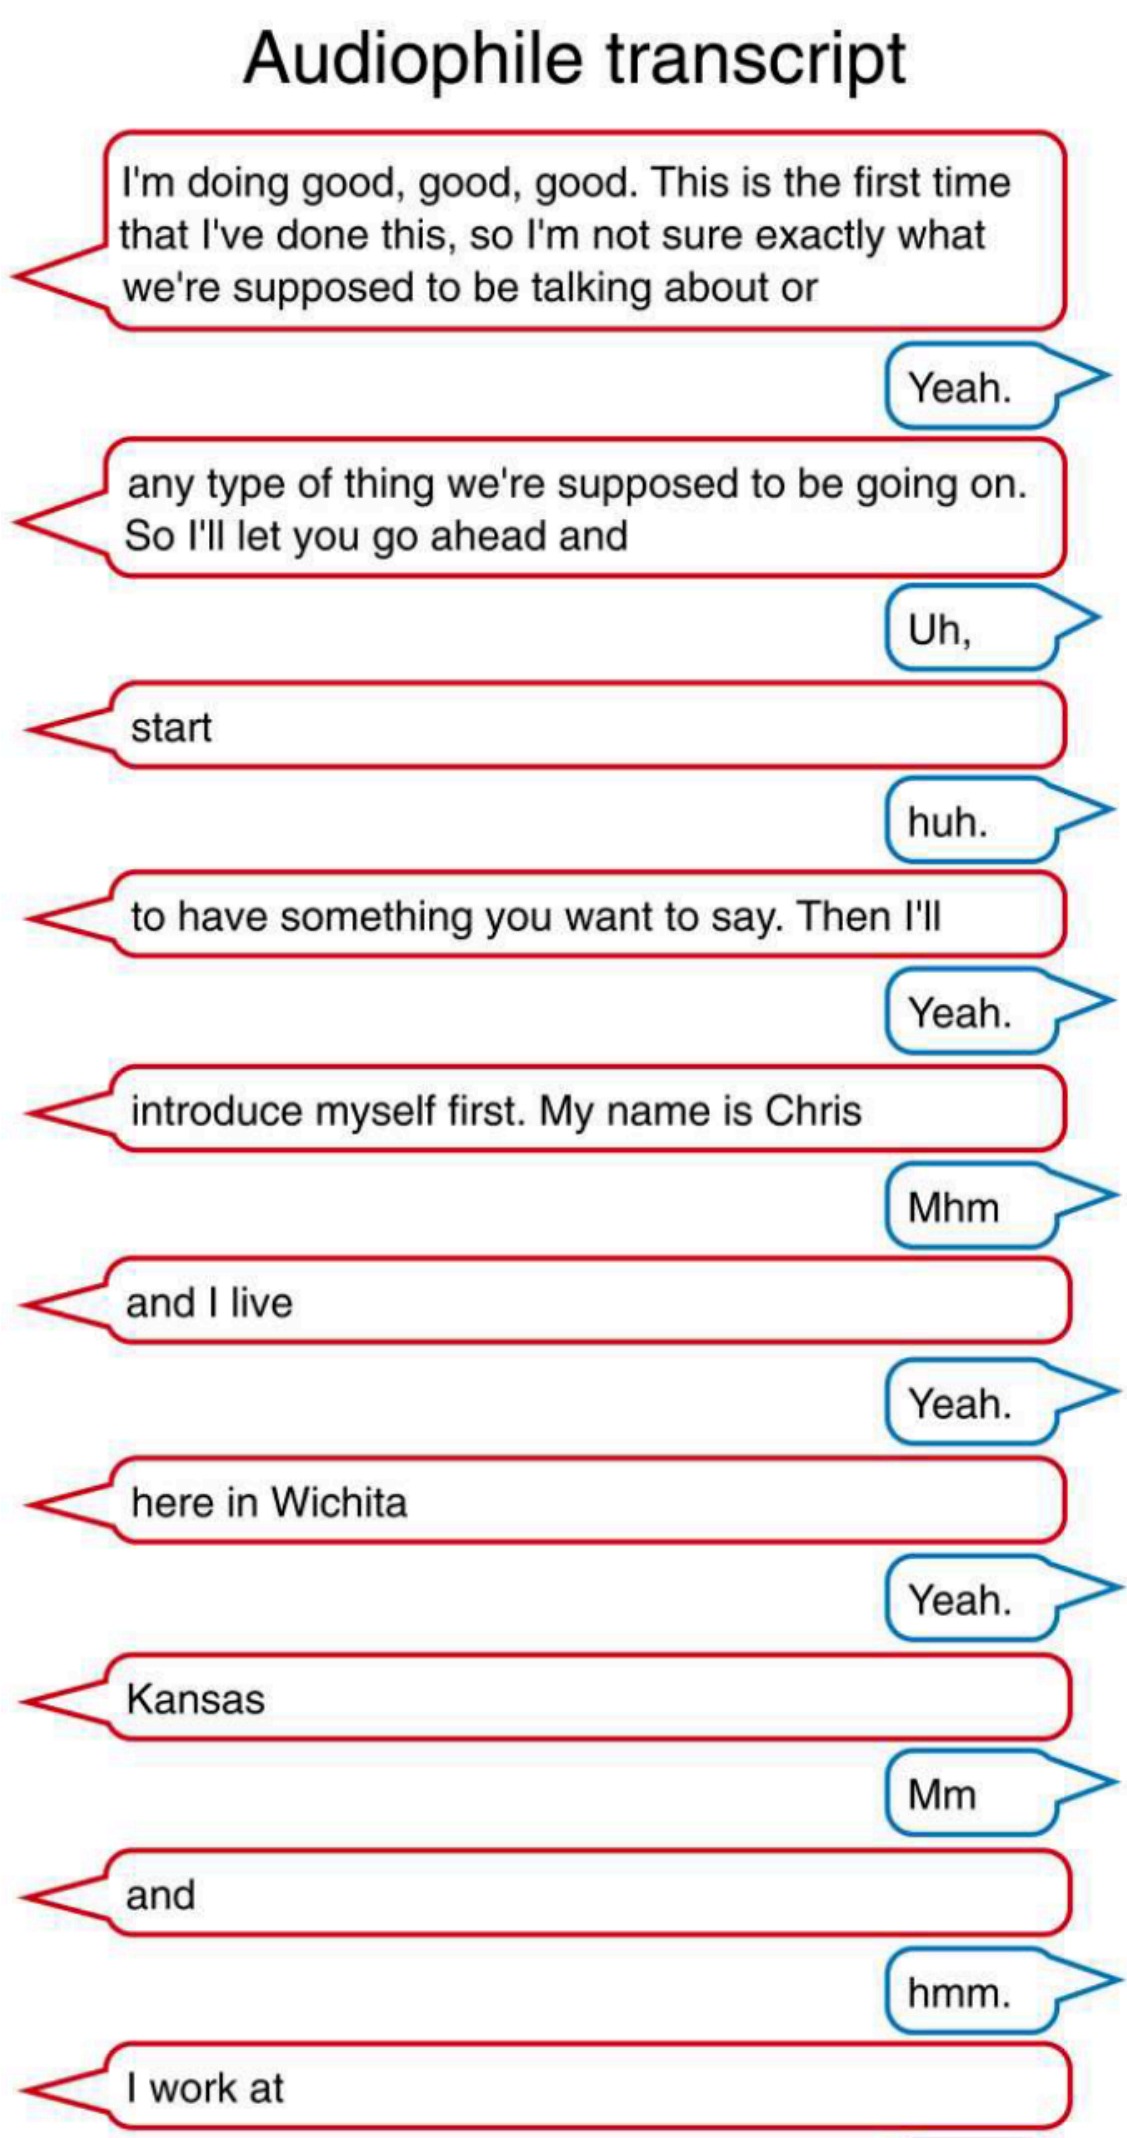 Audiophile transcript
I'm doing good, good, good. This is the first time
that I've done this, so I'm not sure exactly what
we're supposed to be talking about or
Yeah.
any type of thing we're supposed to be going on.
So I'll let you go ahead and
Uh,
start
huh.
to have something you want to say. Then I'll
Yeah.
introduce myself first. My name is Chris
Mhm
and I live
Yeah.
here in Wichita
Yeah.
Kansas
Mm
and
hmm.
I work at